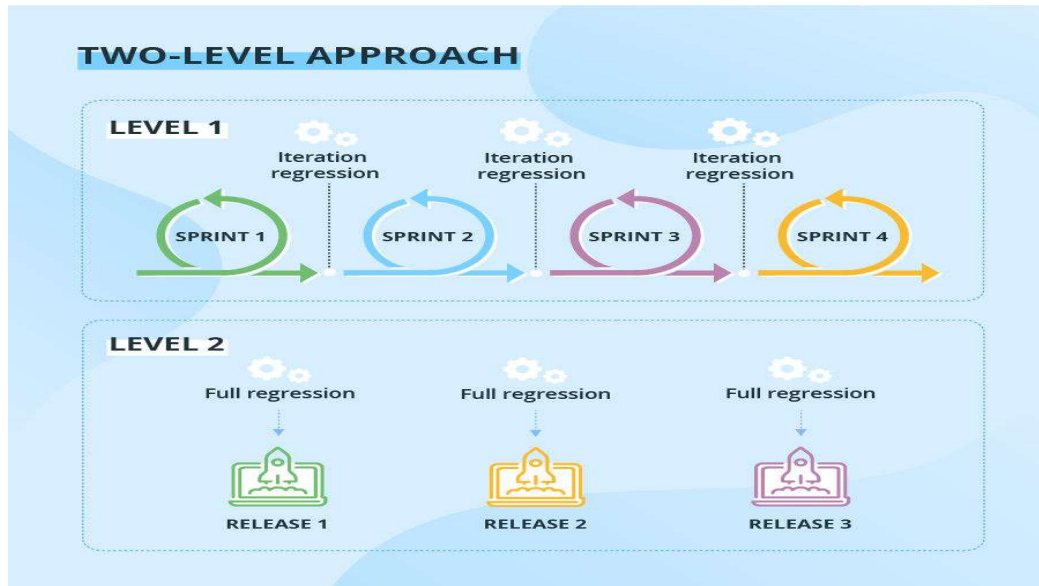 TWO-LEVEL APPROACH
LEVEL 1
Iteration
regression
Iteration
regression
Iteration
regression
SPRINT 1
SPRINT 2
SPRINT 3
SPRINT 4
LEVEL 2
Full regression
Full regression
Full regression
RELEASE 1
RELEASE 2
RELEASE 3